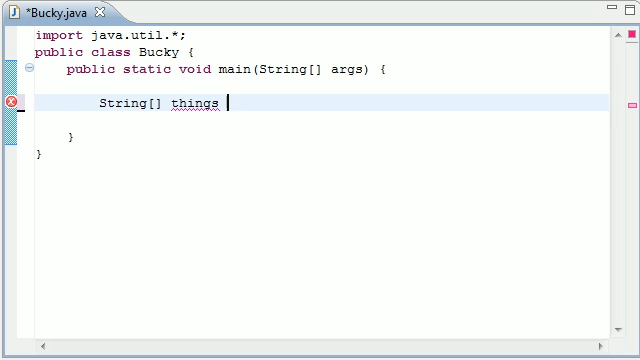 *Bucky.java
import java.util.*;
public class Bucky {
public static void main(String[] args) {
String[] things
}
}